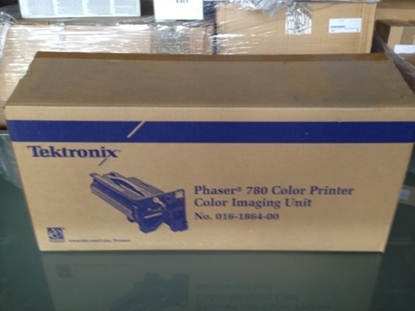 Tektronix
Phaser® 780 Color Printer
Color Imaging Unit
No. 016-1864-00